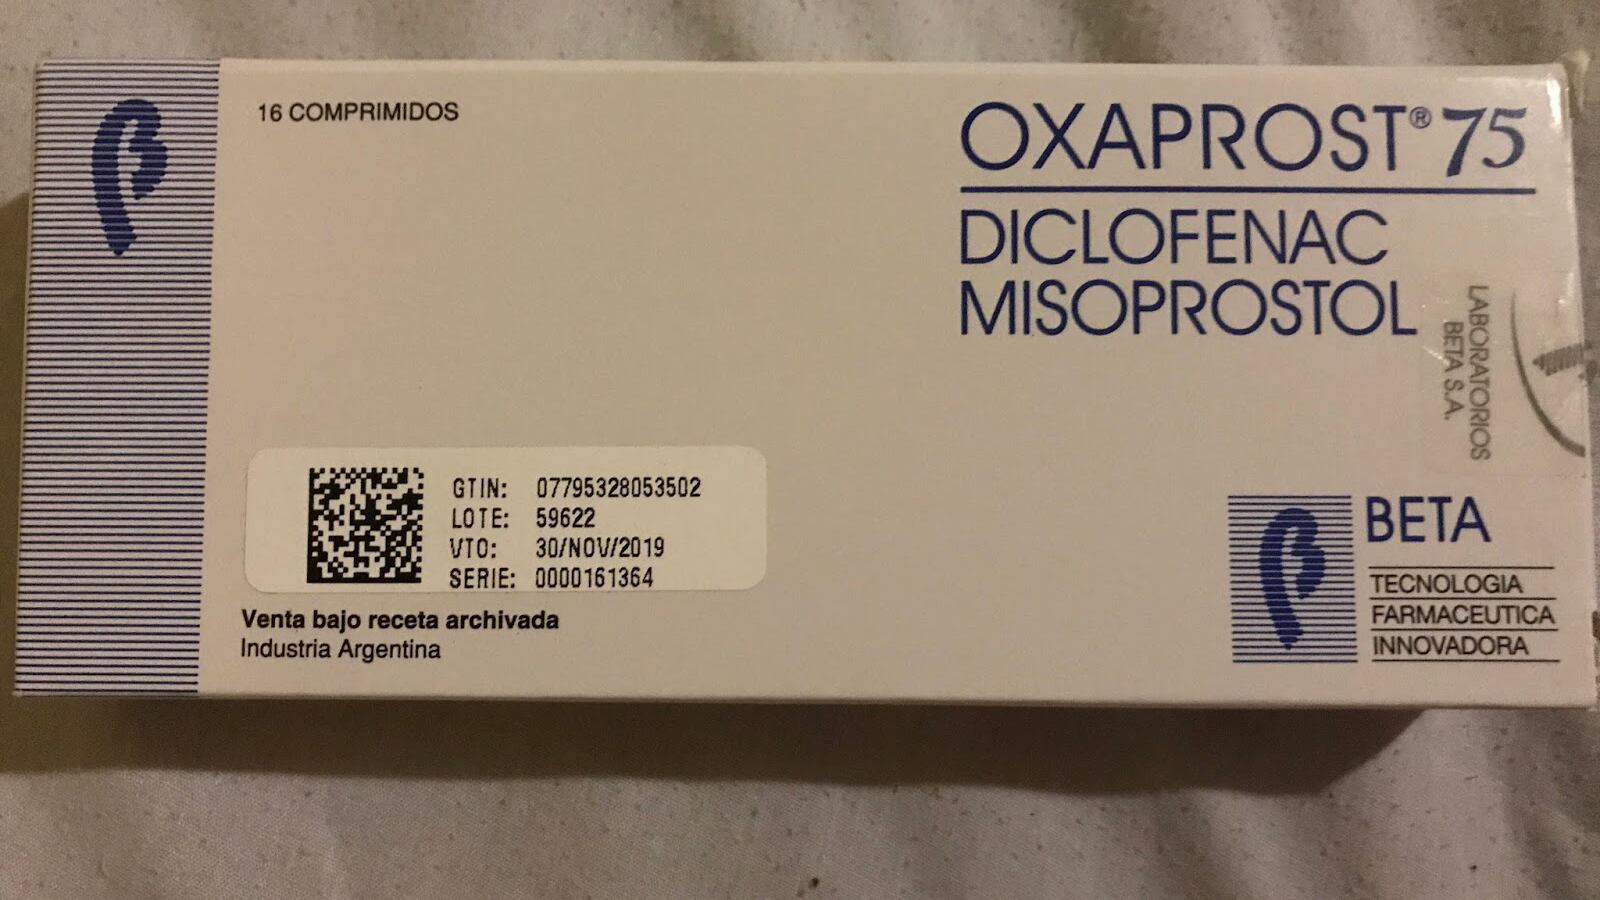 16 COMPRIMIDOS
OXAPROST® 75
DICLOFENAC
MISOPROSTOL
LABORATORIOS
BETA S.A.
GTIN: 07795328053502
LOTE: 59622
VTO: 30/NOV/2019
SERIE: 0000161364
Venta bajo receta archivada
Industria Argentina
β
β
BETA
TECNOLOGIA
FARMACEUTICA
INNOVADORA